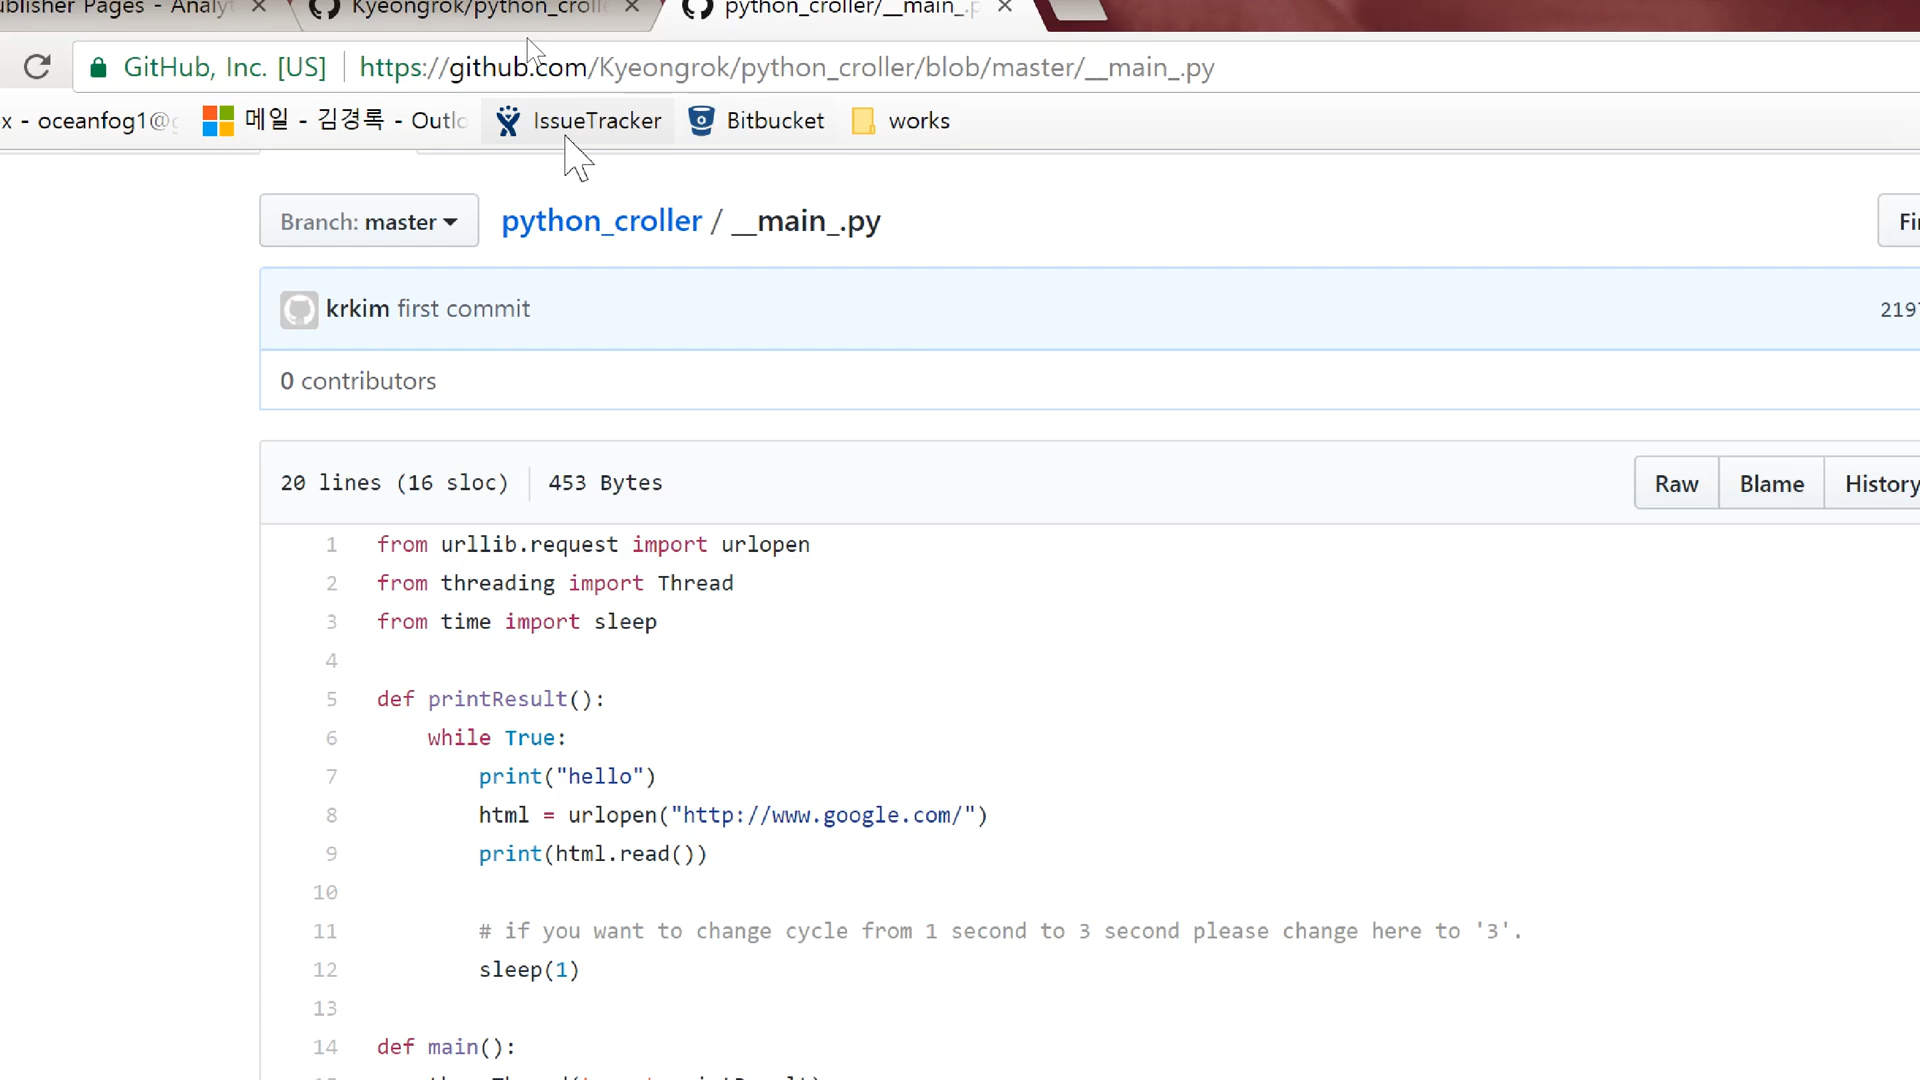 Publisher Pages - Analy
Kyeongrok/python_crolle
python_croller/__main_.p
GitHub, Inc. [US] https://github.com/Kyeongrok/python_croller/blob/master/__main_.py
x - oceanfog1@g 메일 - 김경록 - Outlo IssueTracker Bitbucket works
Branch: master python_croller / __main_.py Fi
krkim first commit 219
0 contributors
20 lines (16 sloc) 453 Bytes Raw Blame History
1 from urllib.request import urlopen
2 from threading import Thread
3 from time import sleep
4
5 def printResult():
6 while True:
7 print("hello")
8 html = urlopen("http://www.google.com/")
9 print(html.read())
10
11 # if you want to change cycle from 1 second to 3 second please change here to '3'.
12 sleep(1)
13
14 def main():